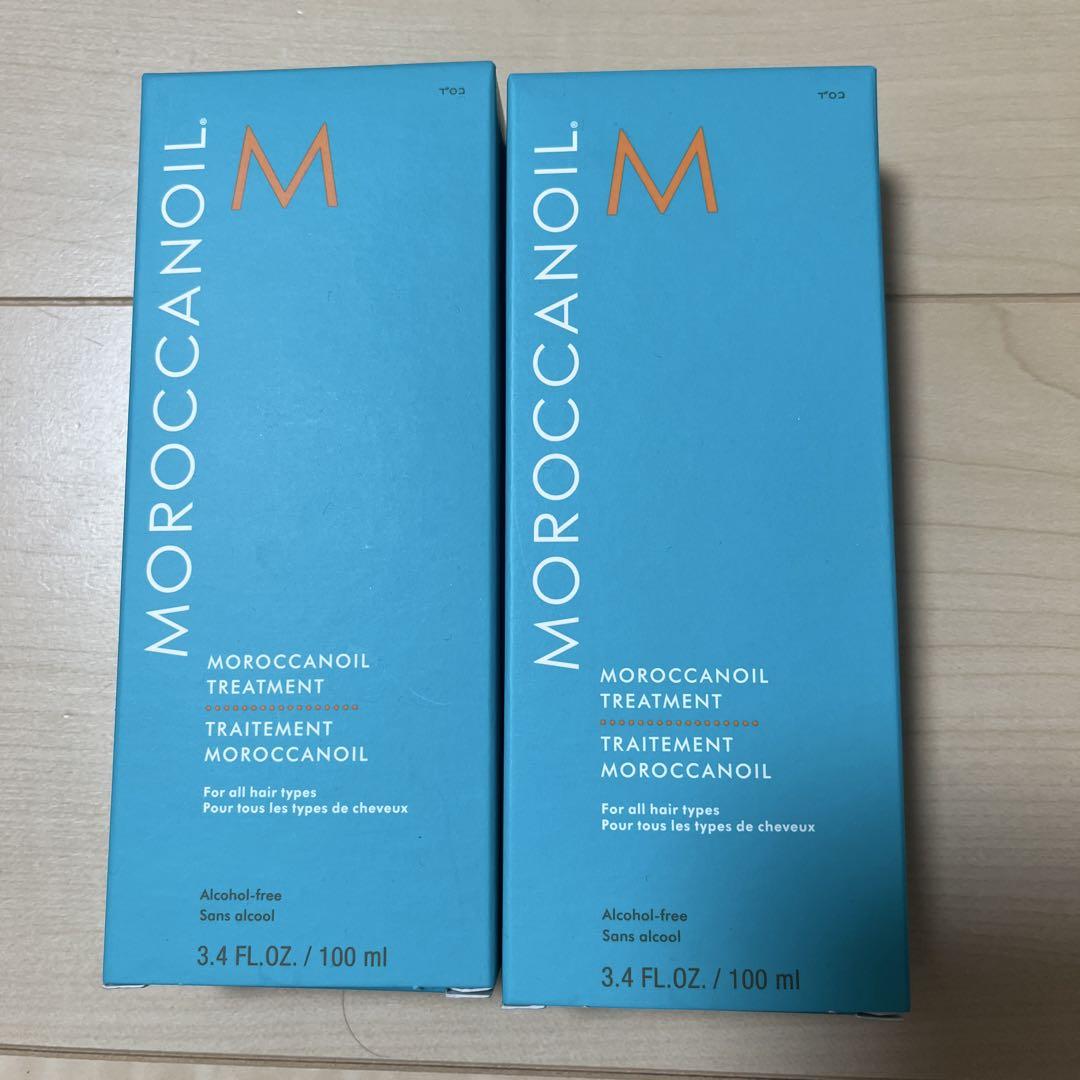 כס"ד
MOROCCANOIL®
M
MOROCCANOIL
TREATMENT
TRAITEMENT
MOROCCANOIL
For all hair types
Pour tous les types de cheveux
Alcohol-free
Sans alcool
3.4 FL.OZ. / 100 ml
כס"ד
MOROCCANOIL®
M
MOROCCANOIL
TREATMENT
TRAITEMENT
MOROCCANOIL
For all hair types
Pour tous les types de cheveux
Alcohol-free
Sans alcool
3.4 FL.OZ. / 100 ml